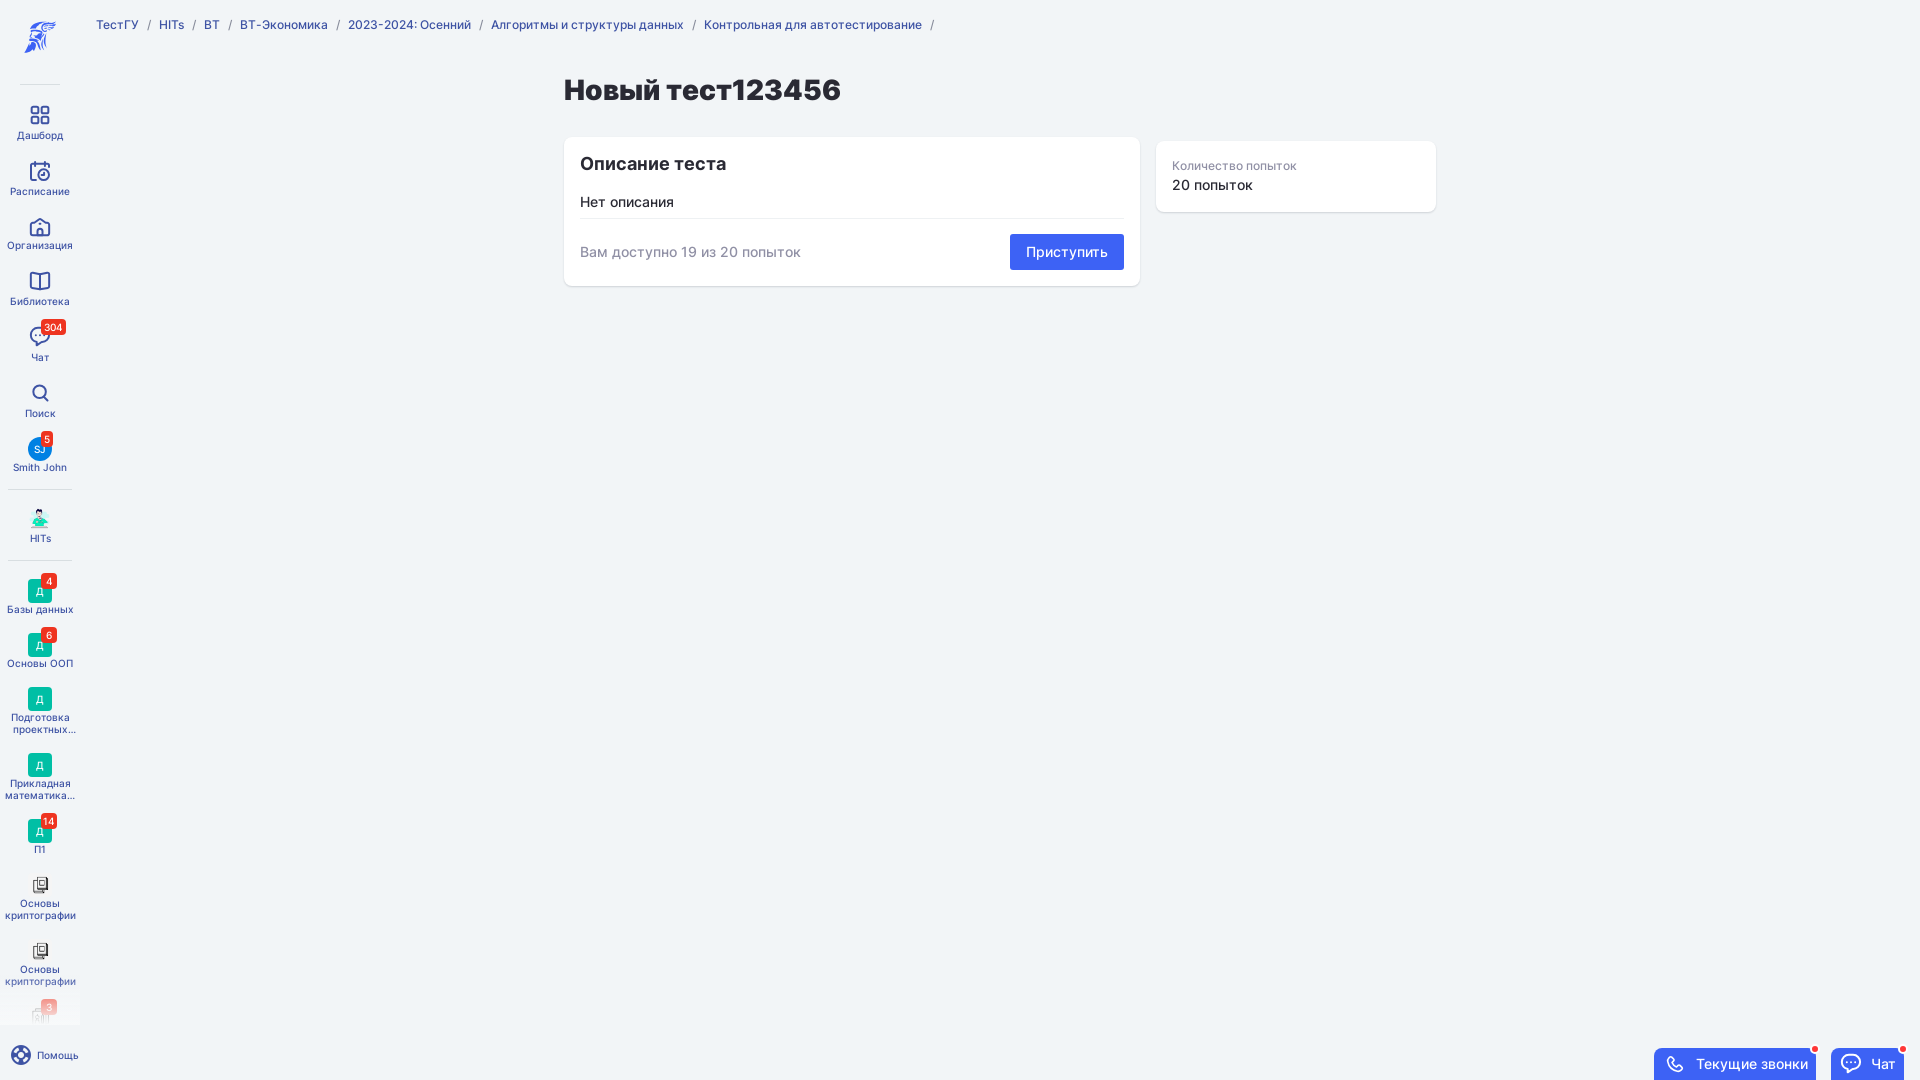 ТестГУ / HITs / ВТ / ВТ-Экономика / 2023-2024: Осенний / Алгоритмы и структуры данных / Контрольная для автотестирование /
Новый тест123456
Описание теста
Нет описания
Вам доступно 19 из 20 попыток
Приступить
Количество попыток
20 попыток
Дашборд
Расписание
Организация
Библиотека
304
Чат
Поиск
5
SJ
Smith John
HITs
4
Д
Базы данных
6
Д
Основы ООП
Д
Подготовка
проектных...
Д
Прикладная
математика...
14
Д
П1
Основы
криптографии
Основы
криптографии
3
Помощь
Текущие звонки
Чат